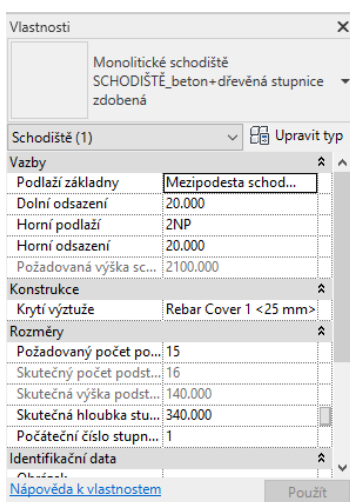 Vlastnosti
Monolitické schodiště
SCHODIŠTĚ_beton+dřevěná stupnice
zdobená
Schodiště (1) Upravit typ
Vazby
Podlaží základny Mezipodesta schod...
Dolní odsazení 20.000
Horní podlaží 2NP
Horní odsazení 20.000
Požadovaná výška sc... 2100.000
Konstrukce
Krytí výztuže Rebar Cover 1 <25 mm>
Rozměry
Požadovaný počet po... 15
Skutečný počet podst... 16
Skutečná výška podst... 140.000
Skutečná hloubka stu... 340.000
Počáteční číslo stupn... 1
Identifikační data
Nápověda k vlastnostem Použít